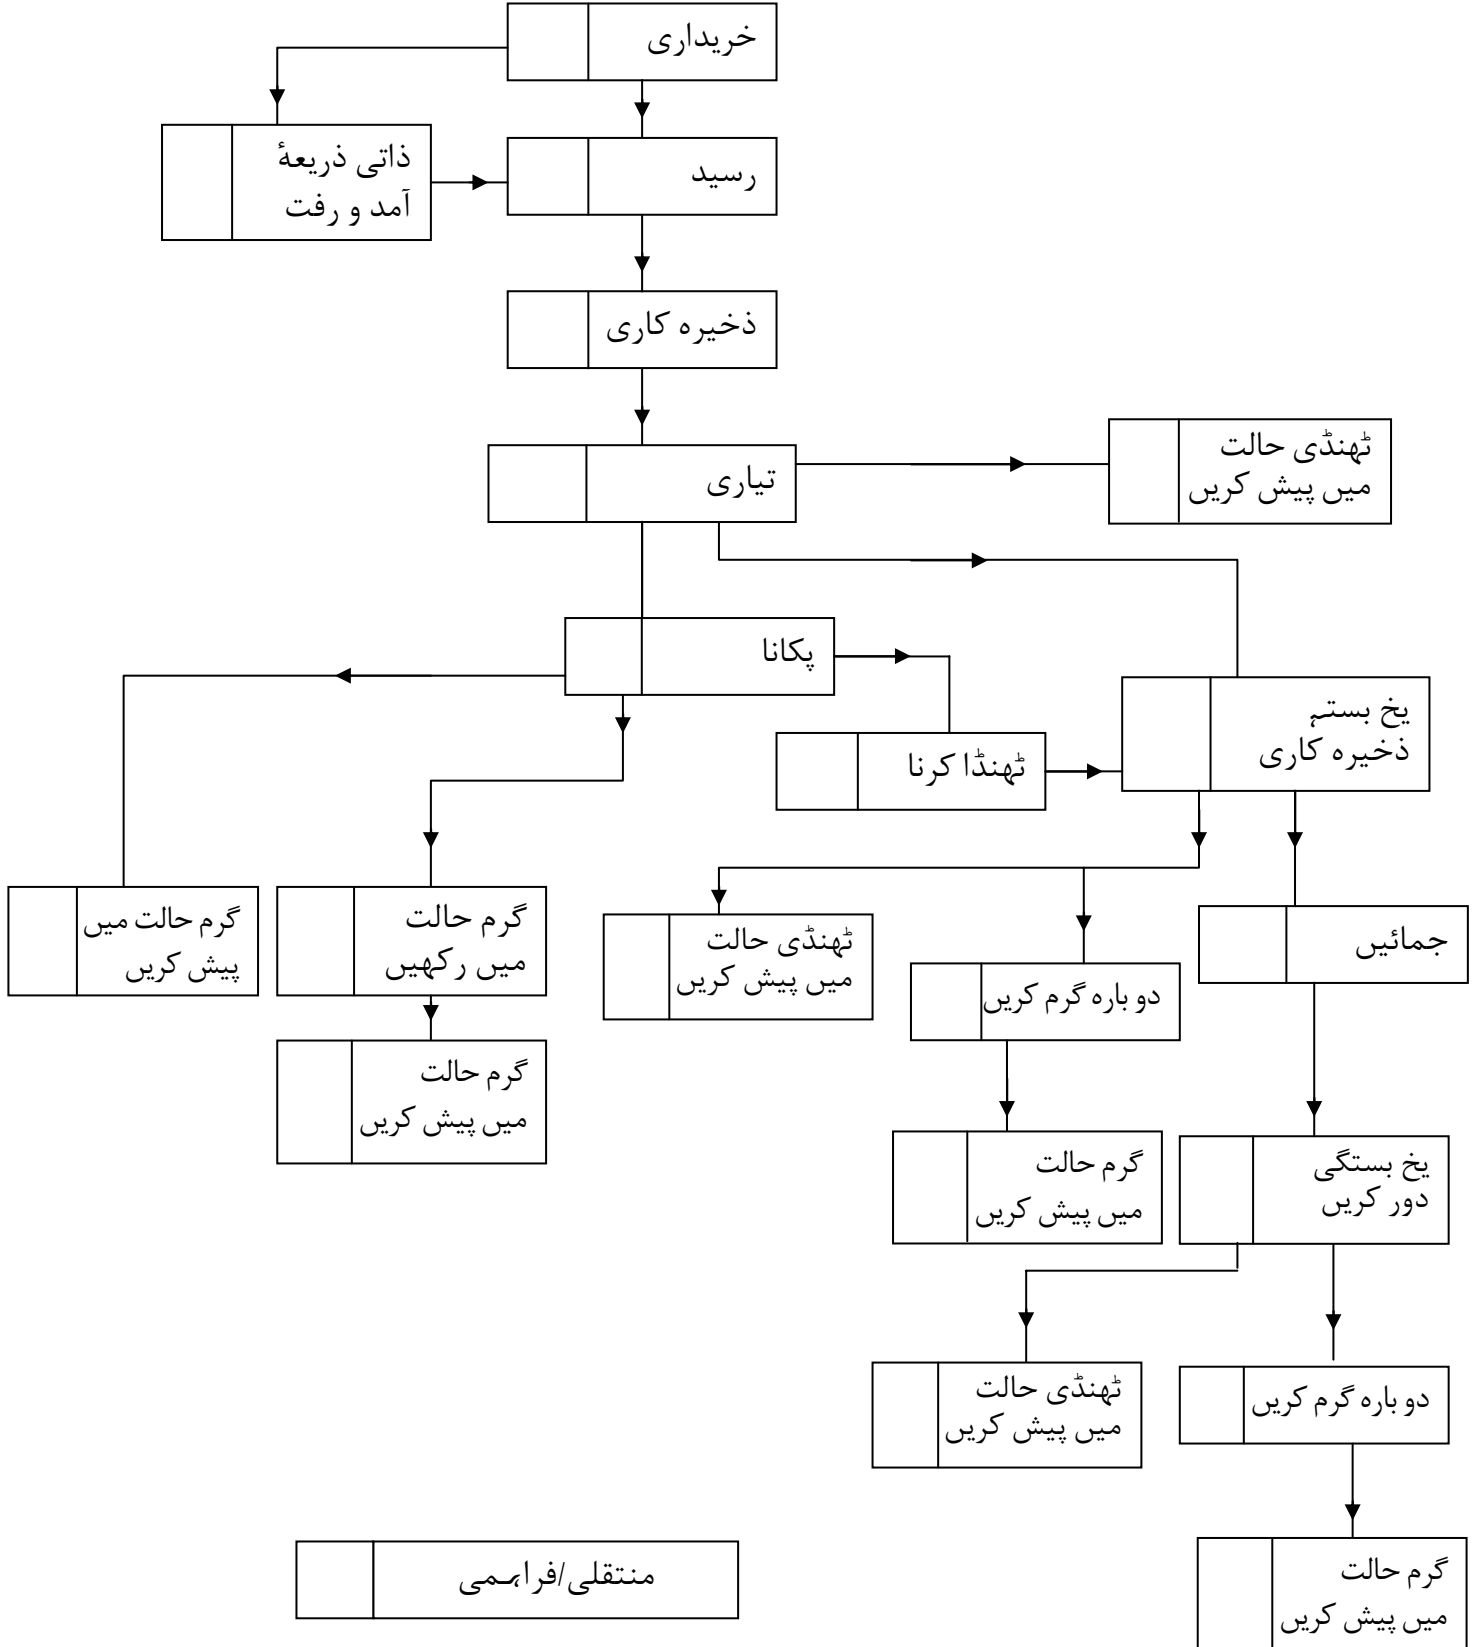 خریداری
ذاتی ذریعۂ
آمد و رفت
رسید
ذخیرہ کاری
تیاری
ٹھنڈی حالت
میں پیش کریں
پکانا
یخ بستہ
ذخیرہ کاری
ٹھنڈا کرنا
گرم حالت میں
پیش کریں
گرم حالت
میں رکھیں
ٹھنڈی حالت
میں پیش کریں
دو بارہ گرم کریں
جمائیں
گرم حالت
میں پیش کریں
گرم حالت
میں پیش کریں
یخ بستگی
دور کریں
ٹھنڈی حالت
میں پیش کریں
دو بارہ گرم کریں
گرم حالت
میں پیش کریں
منتقلی/فراہمی